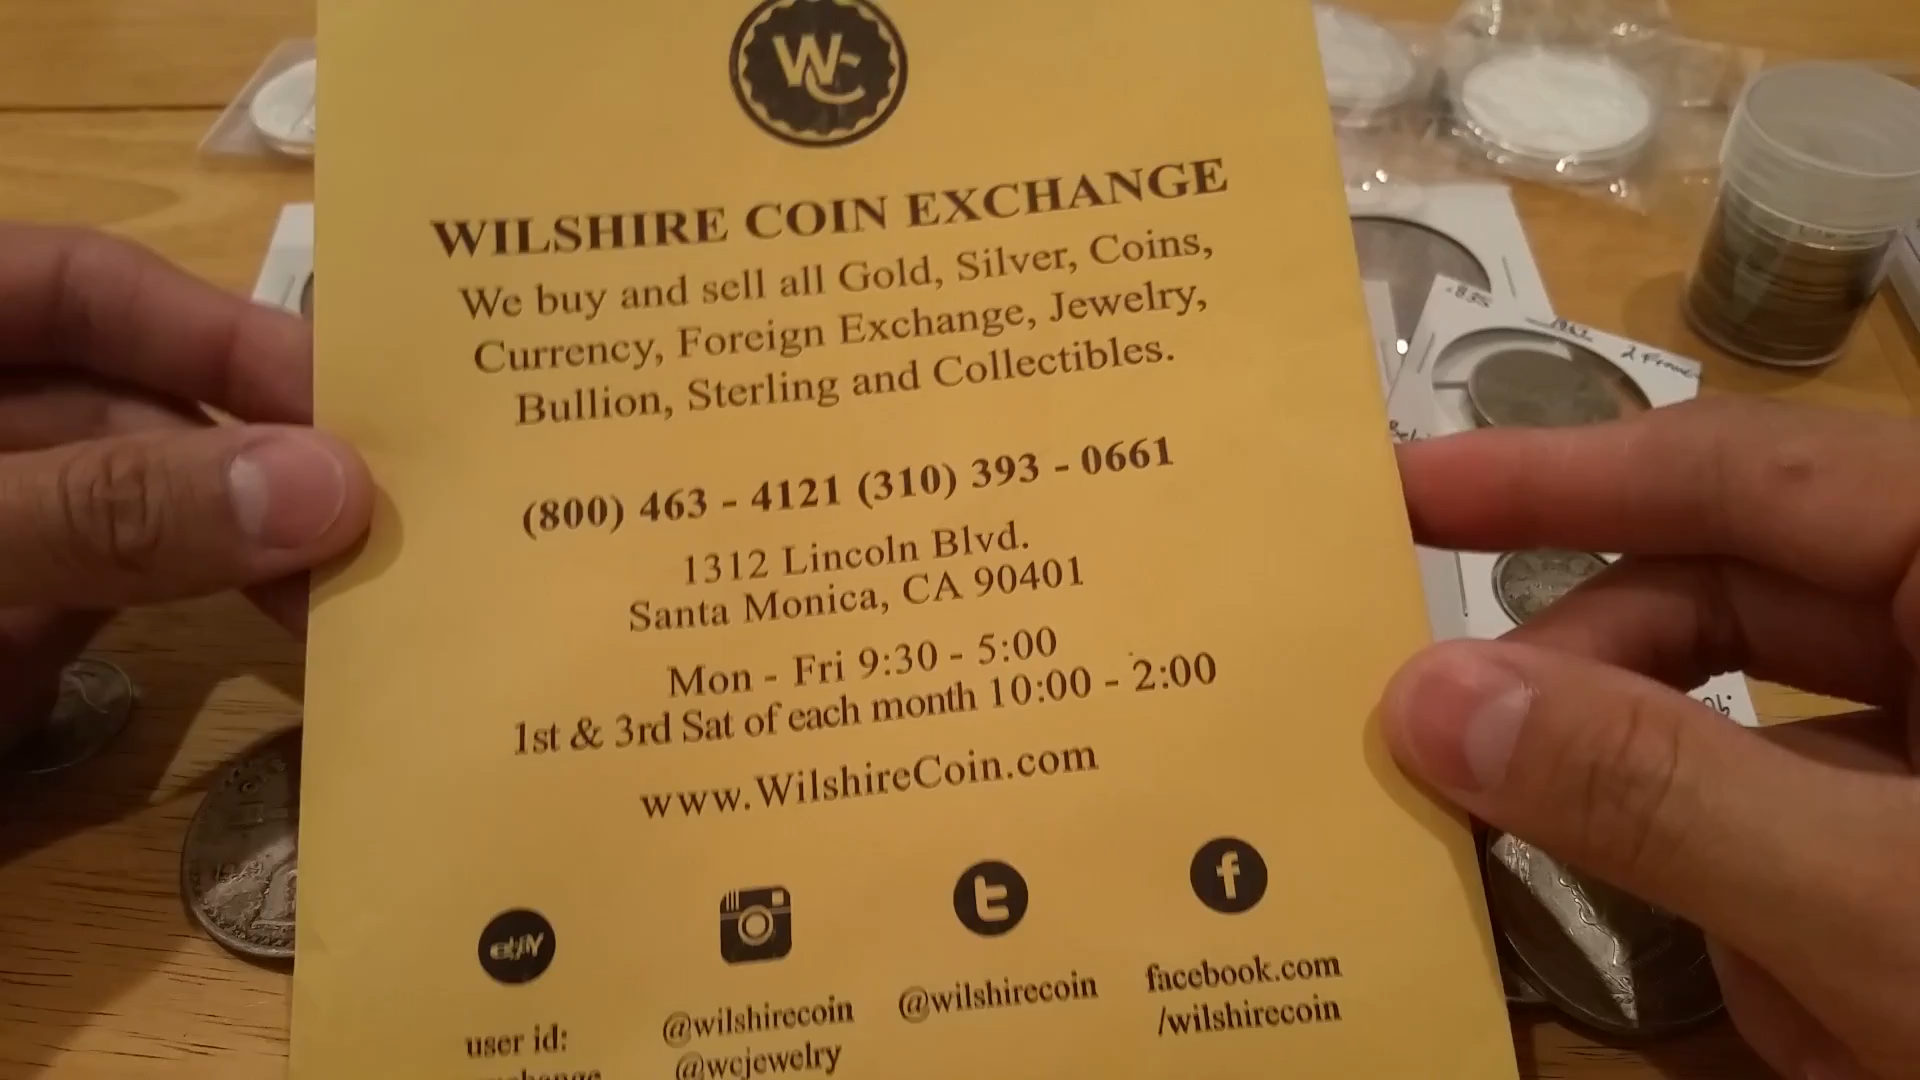 WC
WILSHIRE COIN EXCHANGE
We buy and sell all Gold, Silver, Coins,
Currency, Foreign Exchange, Jewelry,
Bullion, Sterling and Collectibles.
(800) 463 - 4121 (310) 393 - 0661
1312 Lincoln Blvd.
Santa Monica, CA 90401
Mon - Fri 9:30 - 5:00
1st & 3rd Sat of each month 10:00 - 2:00
www.WilshireCoin.com
ebay
user id:
@wilshirecoin
@wcjewelry
@wilshirecoin
facebook.com
/wilshirecoin
.835